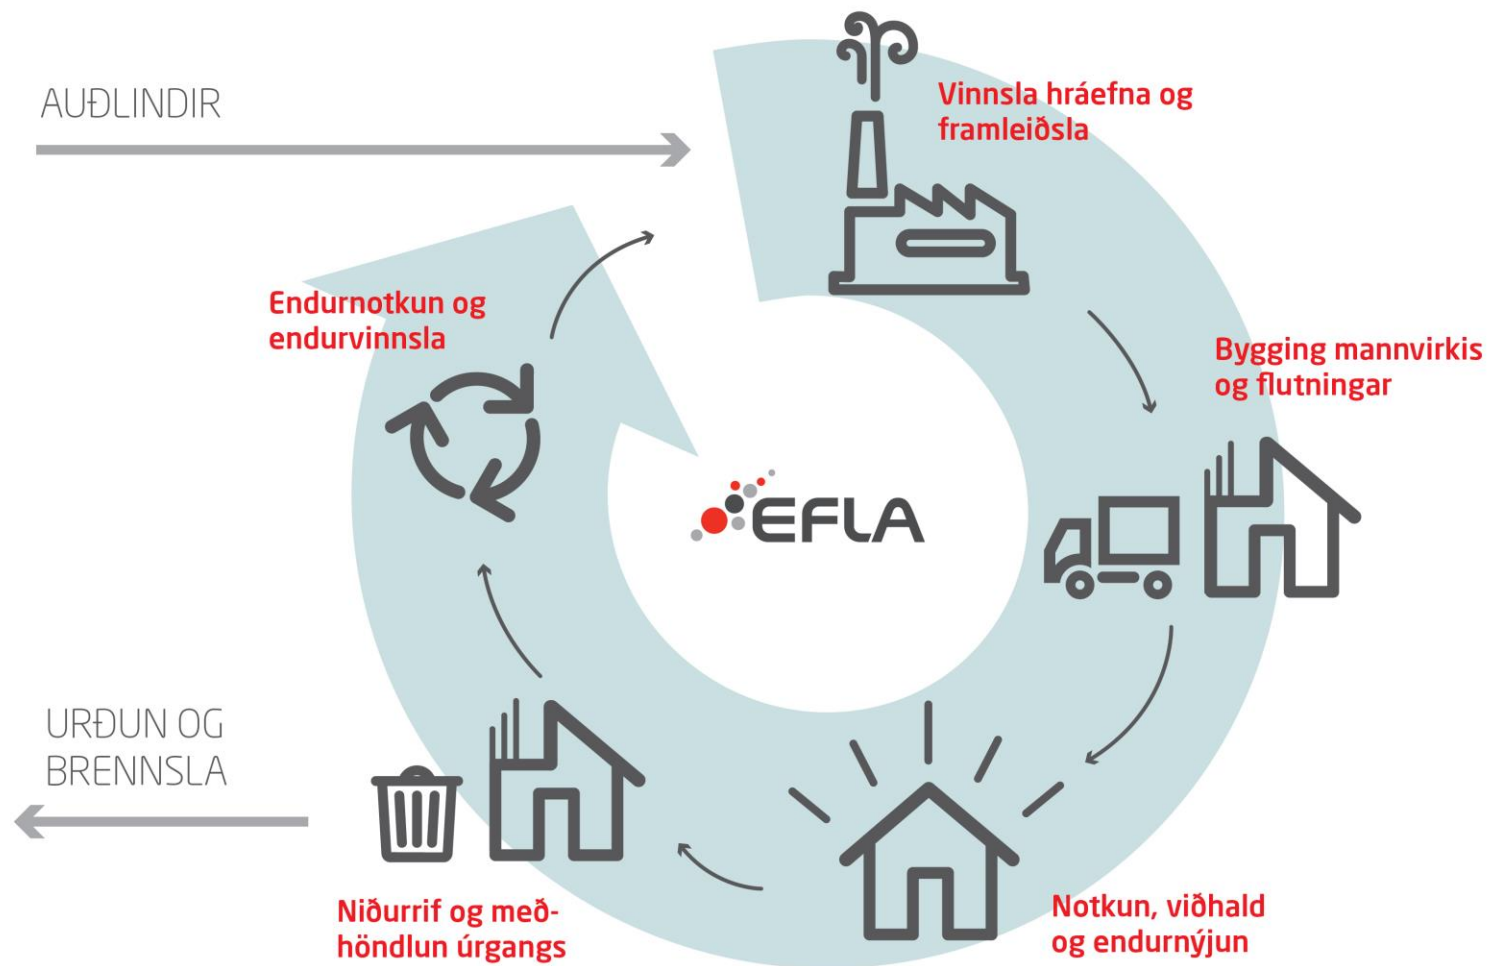 AUÐLINDIR
Vinnsla hráefna og
framleiðsla
Bygging mannvirkis
og flutningar
Notkun, viðhald
og endurnýjun
Niðurrif og með-
höndlun úrgangs
URÐUN OG
BRENNSLA
Endurnotkun og
endurvinnsla
EFLA